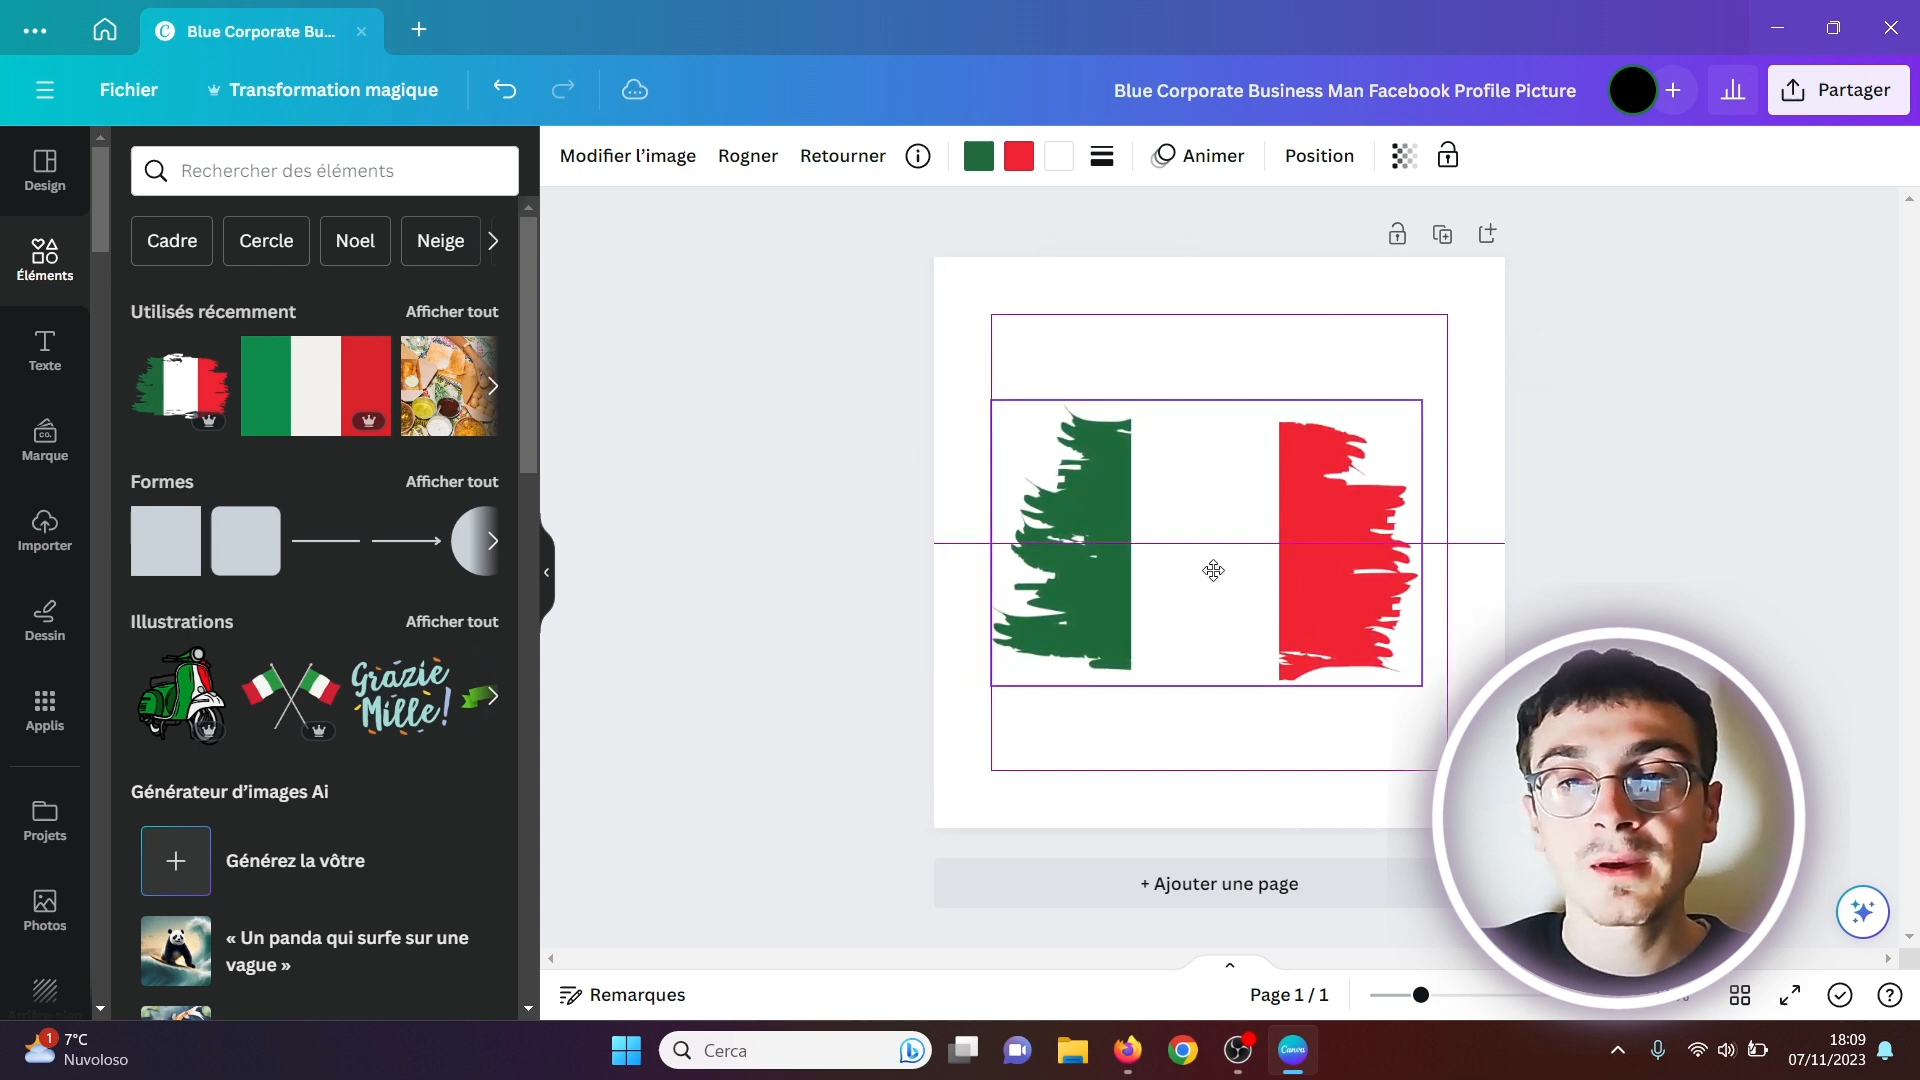 Blue Corporate Bu...
Fichier
Transformation magique
Blue Corporate Business Man Facebook Profile Picture
Partager
Design
Éléments
Texte
Marque
Importer
Dessin
Applis
Projets
Photos
Rechercher des éléments
Cadre
Cercle
Noel
Neige
Utilisés récemment
Afficher tout
Formes
Afficher tout
Illustrations
Afficher tout
Grazie
Mille!
Générateur d'images Ai
Générez la vôtre
« Un panda qui surfe sur une
vague »
Modifier l'image
Rogner
Retourner
Animer
Position
+ Ajouter une page
Remarques
Page 1 / 1
1
7°C
Nuvoloso
Cerca
Canva
18:09
07/11/2023